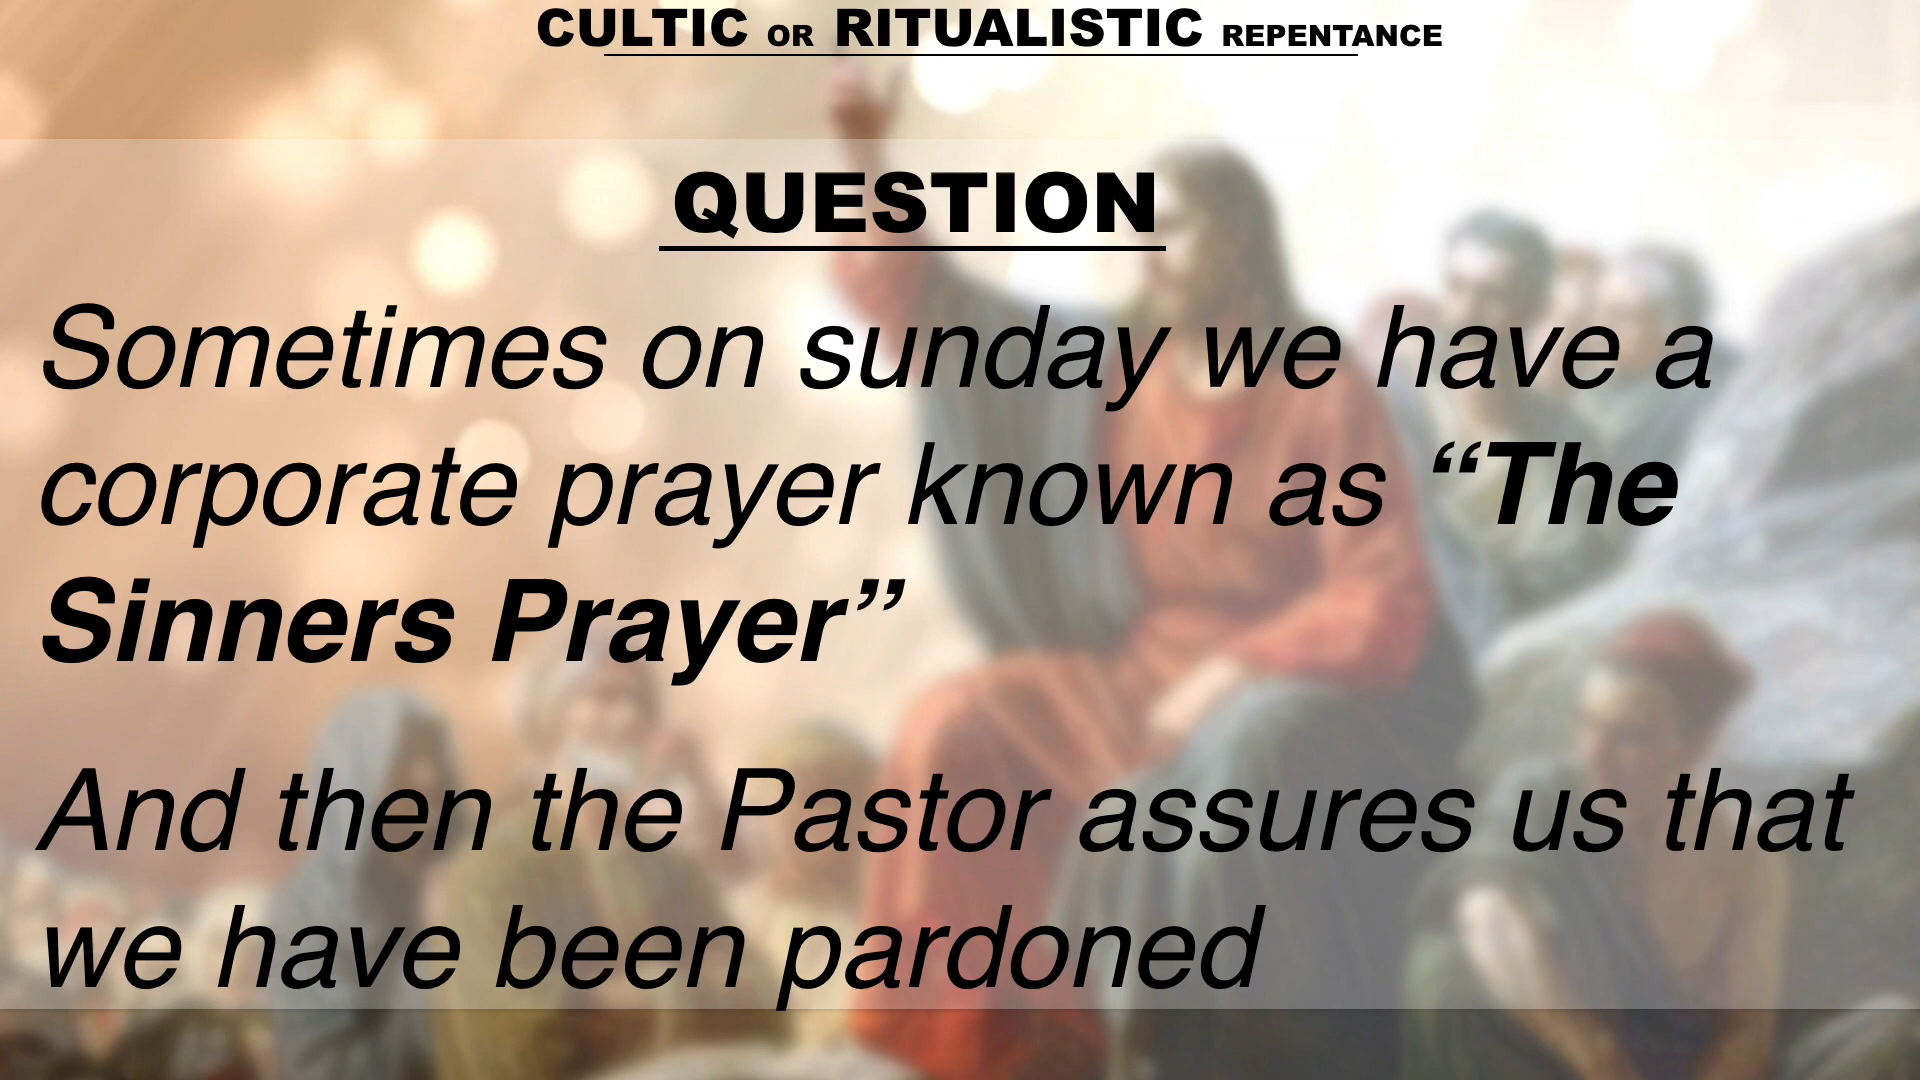 CULTIC OR RITUALISTIC REPENTANCE
QUESTION
Sometimes on sunday we have a
corporate prayer known as “The
Sinners Prayer”
And then the Pastor assures us that
we have been pardoned